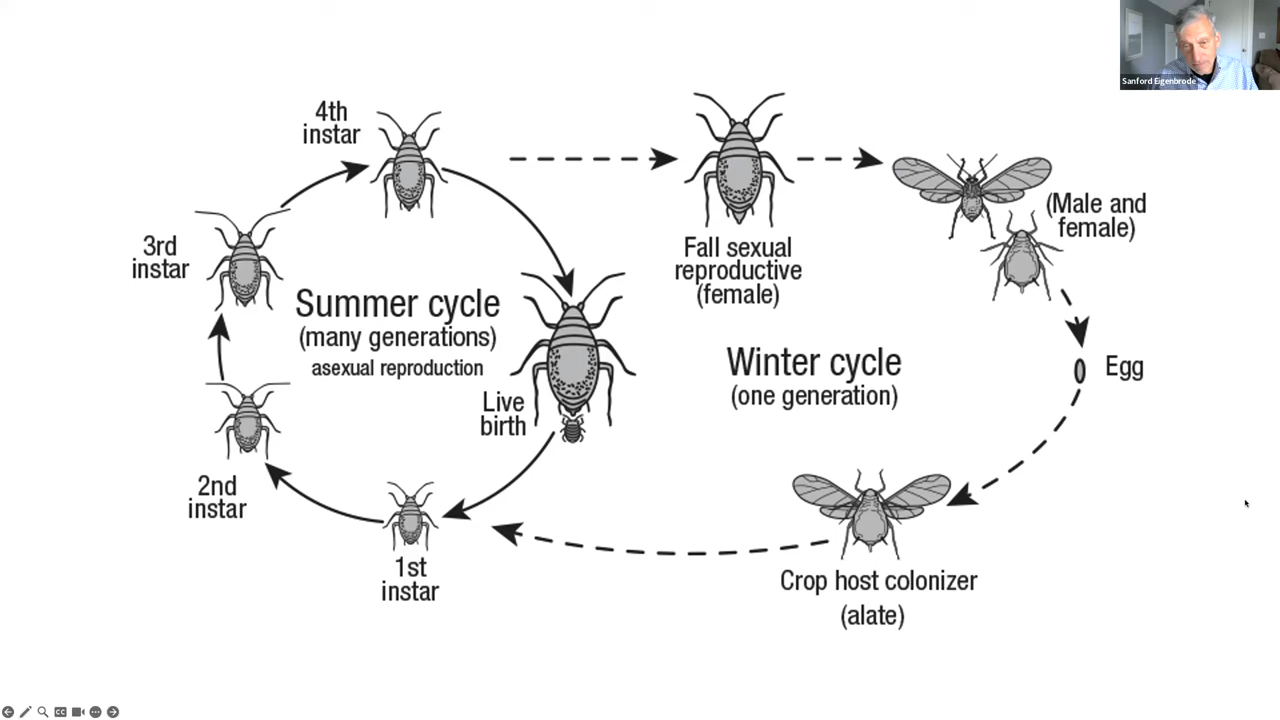 Sanford Eigenbrode
4th
instar
3rd
instar
(Male and
female)
Fall sexual
reproductive
(female)
Summer cycle
(many generations)
asexual reproduction
Winter cycle
(one generation)
Egg
Live
birth
2nd
instar
1st
instar
Crop host colonizer
(alate)
CC